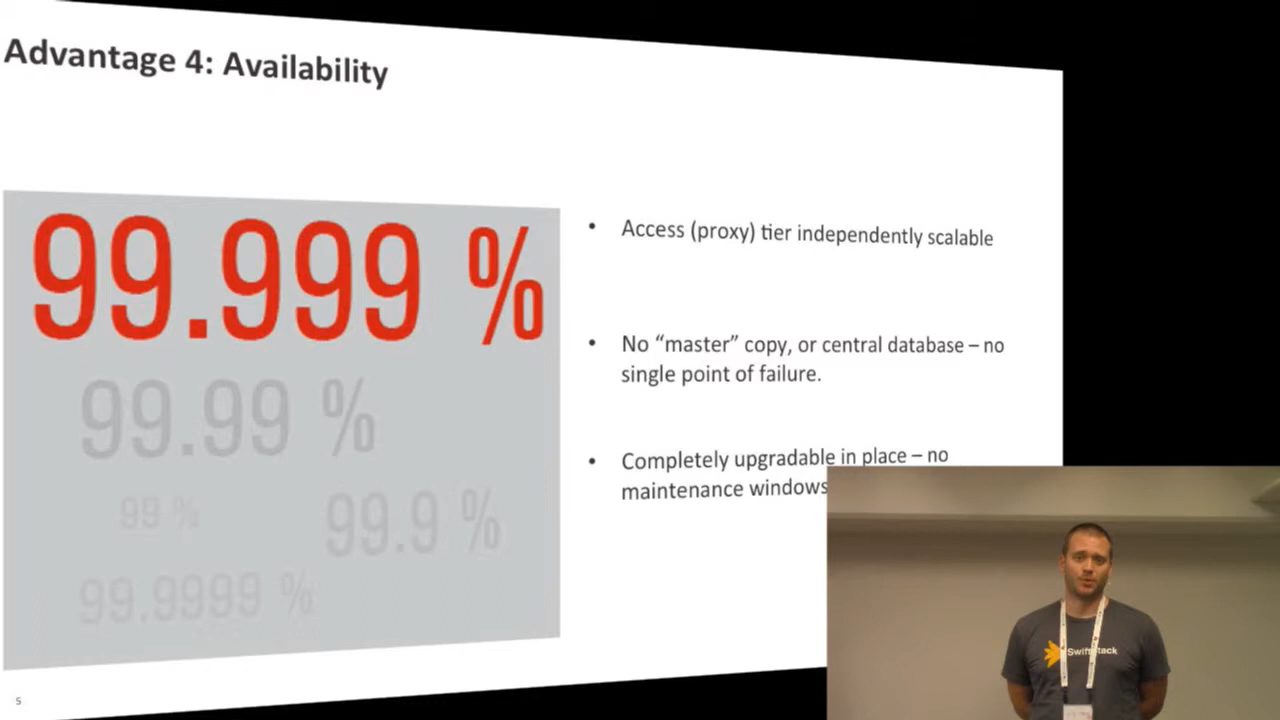 Advantage 4: Availability
99.999 %
99.99 %
99 %
99.9 %
99.9999 %
• Access (proxy) tier independently scalable
• No “master” copy, or central database – no
single point of failure.
• Completely upgradable in place – no
maintenance windows
5
SwiftStack